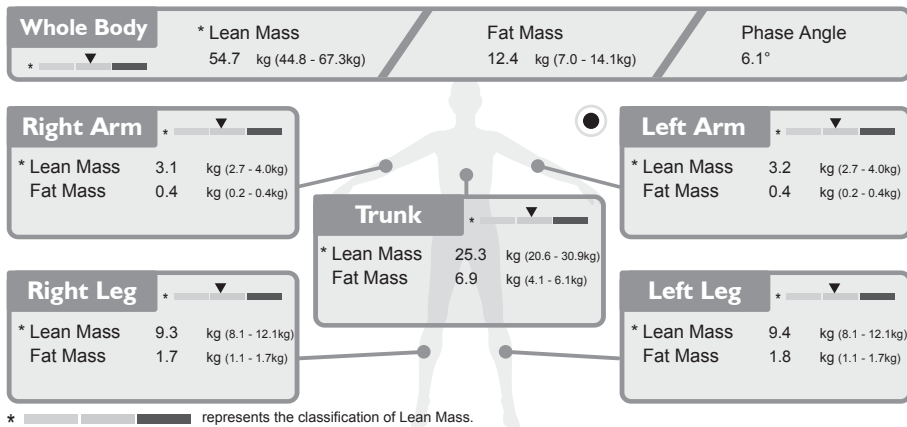 Whole Body
* Lean Mass Fat Mass Phase Angle
* 54.7 kg (44.8 - 67.3kg) 12.4 kg (7.0 - 14.1kg) 6.1°
Right Arm *
* Lean Mass 3.1 kg (2.7 - 4.0kg)
Fat Mass 0.4 kg (0.2 - 0.4kg)
Left Arm *
* Lean Mass 3.2 kg (2.7 - 4.0kg)
Fat Mass 0.4 kg (0.2 - 0.4kg)
Trunk *
* Lean Mass 25.3 kg (20.6 - 30.9kg)
Fat Mass 6.9 kg (4.1 - 6.1kg)
Right Leg *
* Lean Mass 9.3 kg (8.1 - 12.1kg)
Fat Mass 1.7 kg (1.1 - 1.7kg)
Left Leg *
* Lean Mass 9.4 kg (8.1 - 12.1kg)
Fat Mass 1.8 kg (1.1 - 1.7kg)
* represents the classification of Lean Mass.